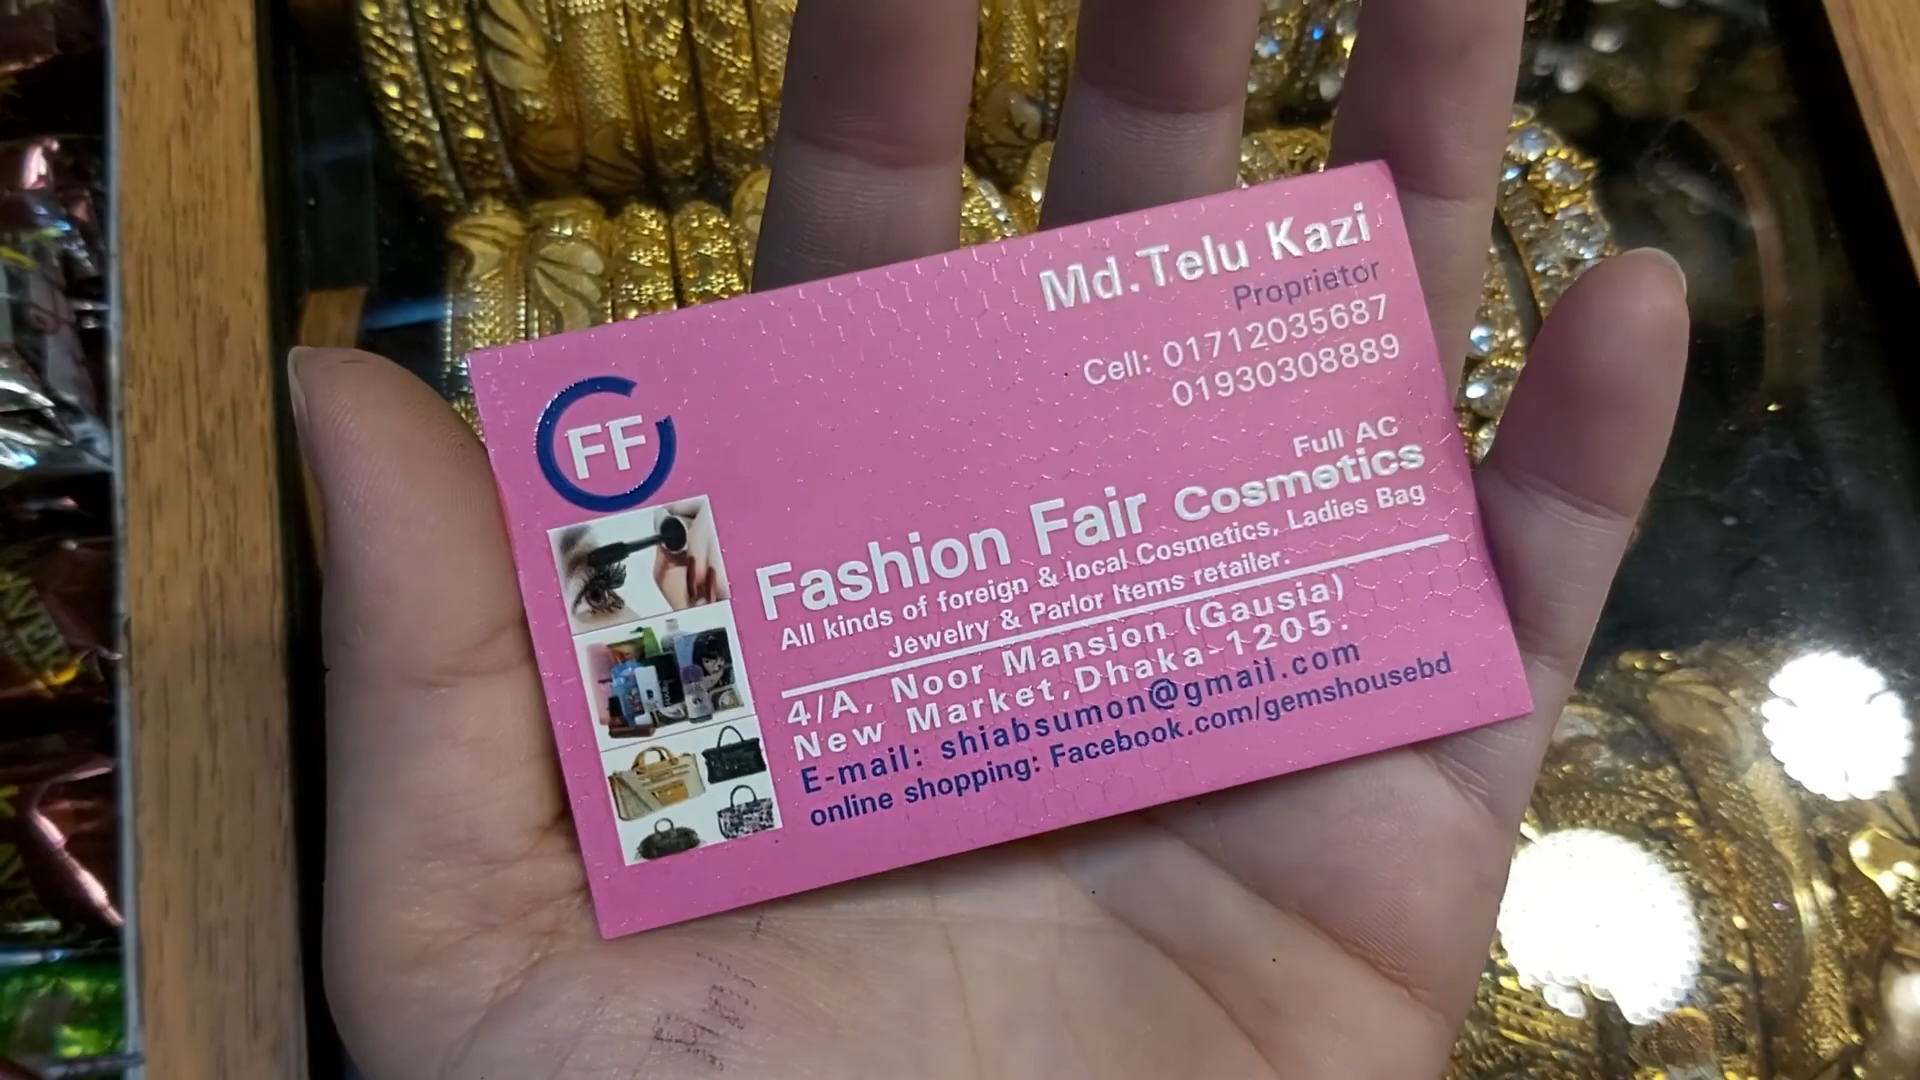 Md.Telu Kazi
Proprietor
Cell: 01712035687
01930308889
FF
Full AC
Fashion Fair Cosmetics
All kinds of foreign & local Cosmetics, Ladies Bag
Jewelry & Parlor Items retailer.
4/A, Noor Mansion (Gausia)
New Market,Dhaka-1205.
E-mail: shiabsumon@gmail.com
online shopping: Facebook.com/gemshousebd